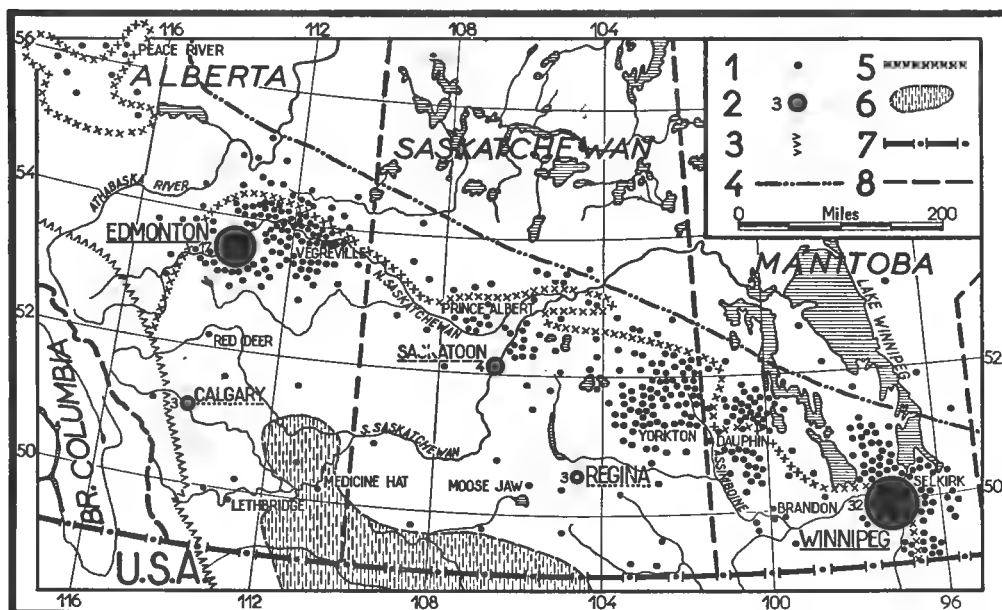 116
112
108
104
56
PEACE RIVER
ALBERTA
SASKATCHEWAN
1
2
3
3
4
5
6
7
8
0 Miles 200
54
ATHABASKA RIVER
EDMONTON
12
VEGREVILLE
N. SASKATCHEWAN
PRINCE ALBERT
MANITOBA
LAKE WINNIPEG
52
52
RED DEER
SASKATOON
4
3
CALGARY
BR. COLUMBIA
S. SASKATCHEWAN
YORKTON
DAUPHIN
ASSINIBOINE
50
50
MEDICINE HAT
LETHBRIDGE
MOOSE JAW
3
REGINA
BRANDON
32
SELKIRK
WINNIPEG
U.S.A
116
112
108
104
100
96